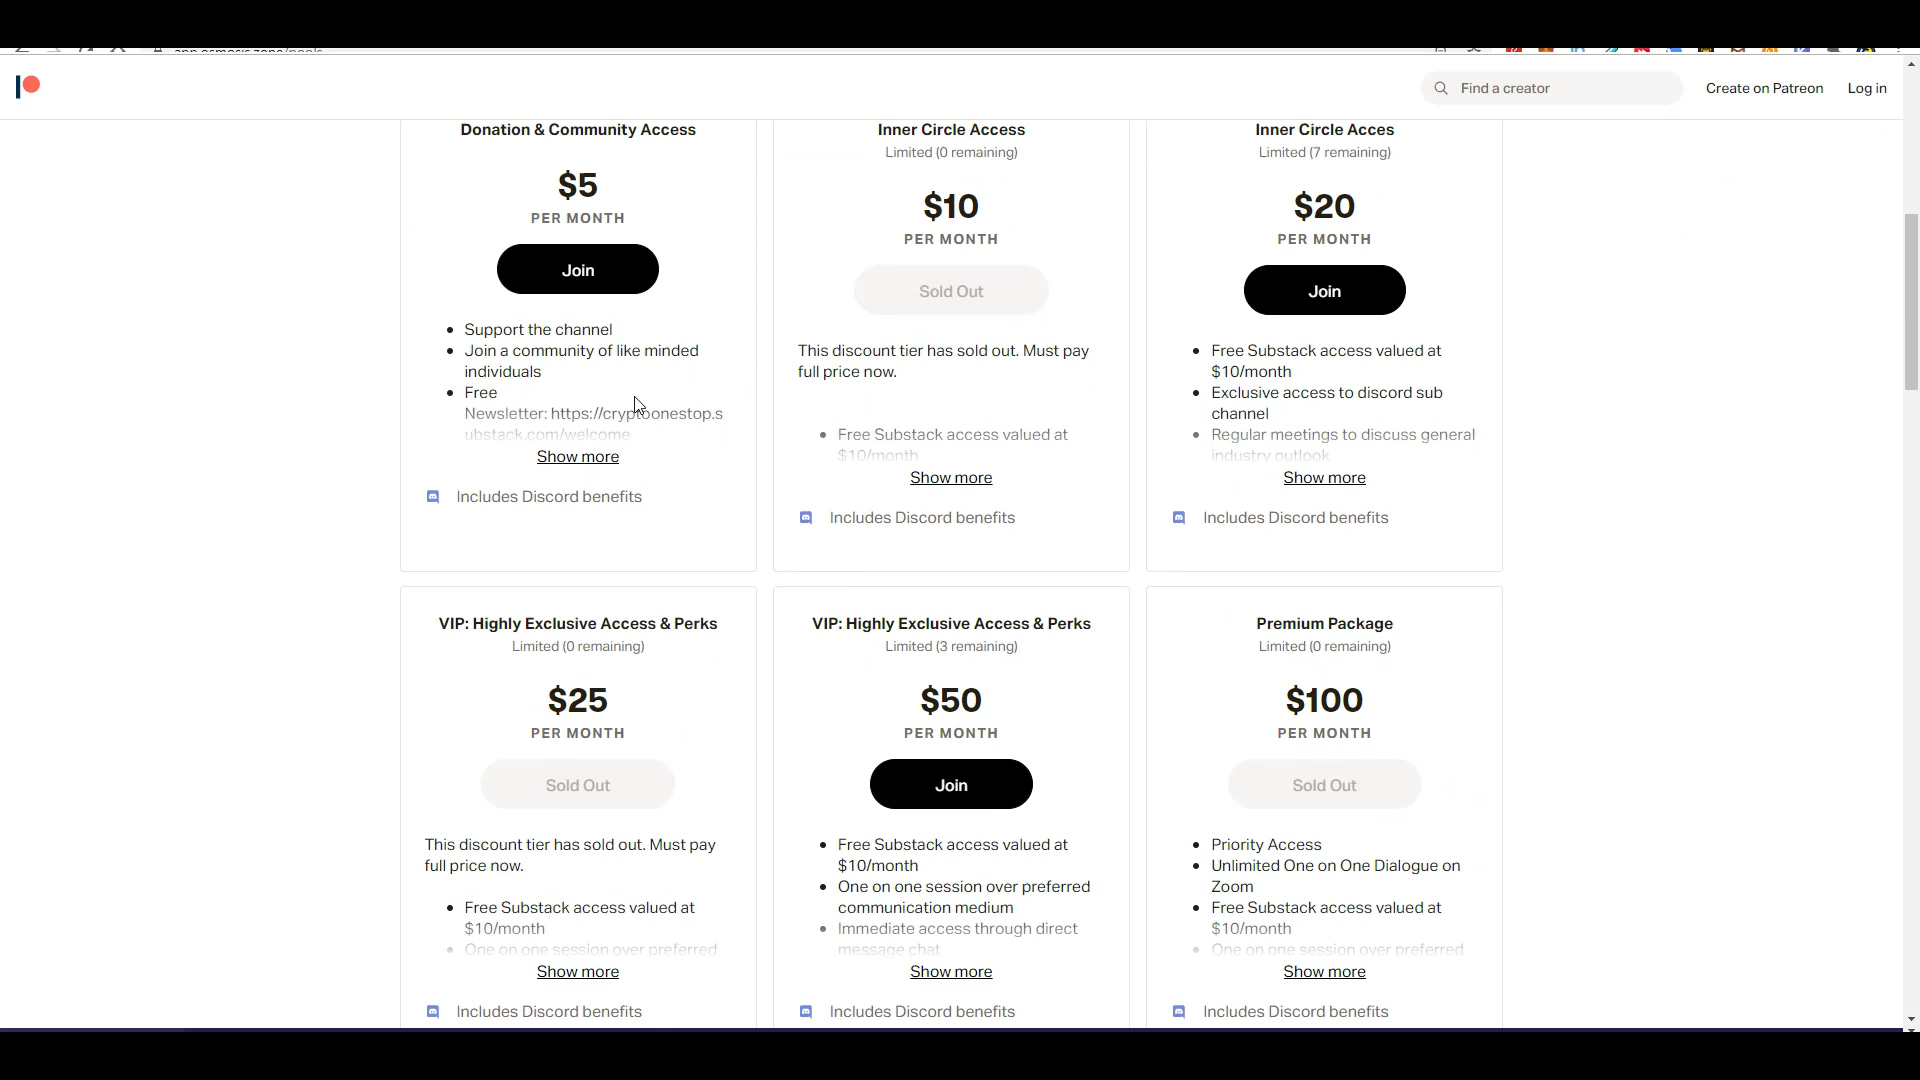 Find a creator
Create on Patreon
Log in
Donation & Community Access
$5
PER MONTH
Join
Support the channel
Join a community of like minded
individuals
Free
Newsletter: https://cryptoonestop.s
ubstack.com/welcome
Show more
Includes Discord benefits
Inner Circle Access
Limited (0 remaining)
$10
PER MONTH
Sold Out
This discount tier has sold out. Must pay
full price now.
Free Substack access valued at
$10/month
Show more
Includes Discord benefits
Inner Circle Acces
Limited (7 remaining)
$20
PER MONTH
Join
Free Substack access valued at
$10/month
Exclusive access to discord sub
channel
Regular meetings to discuss general
industry outlook
Show more
Includes Discord benefits
VIP: Highly Exclusive Access & Perks
Limited (0 remaining)
$25
PER MONTH
Sold Out
This discount tier has sold out. Must pay
full price now.
Free Substack access valued at
$10/month
One on one session over preferred
Show more
Includes Discord benefits
VIP: Highly Exclusive Access & Perks
Limited (3 remaining)
$50
PER MONTH
Join
Free Substack access valued at
$10/month
One on one session over preferred
communication medium
Immediate access through direct
message chat
Show more
Includes Discord benefits
Premium Package
Limited (0 remaining)
$100
PER MONTH
Sold Out
Priority Access
Unlimited One on One Dialogue on
Zoom
Free Substack access valued at
$10/month
One on one session over preferred
Show more
Includes Discord benefits